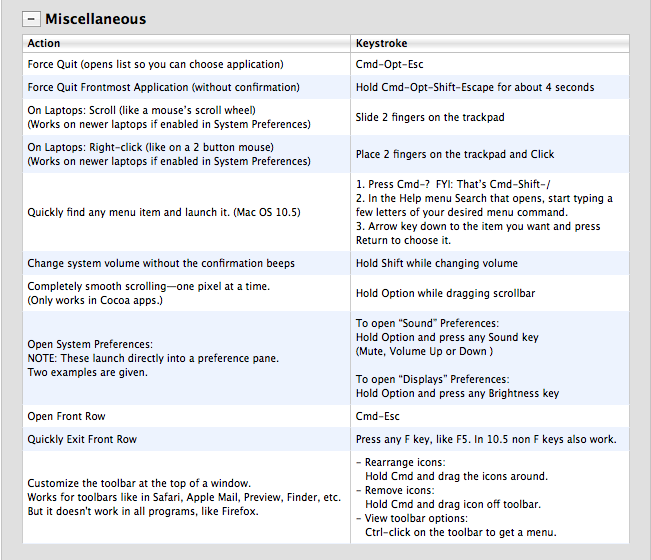 − Miscellaneous
Action Keystroke
Force Quit (opens list so you can choose application) Cmd-Opt-Esc
Force Quit Frontmost Application (without confirmation) Hold Cmd-Opt-Shift-Escape for about 4 seconds
On Laptops: Scroll (like a mouse's scroll wheel)
(Works on newer laptops if enabled in System Preferences)
Slide 2 fingers on the trackpad
On Laptops: Right-click (like on a 2 button mouse)
(Works on newer laptops if enabled in System Preferences)
Place 2 fingers on the trackpad and Click
Quickly find any menu item and launch it. (Mac OS 10.5)
1. Press Cmd-? FYI: That's Cmd-Shift-/
2. In the Help menu Search that opens, start typing a
few letters of your desired menu command.
3. Arrow key down to the item you want and press
Return to choose it.
Change system volume without the confirmation beeps Hold Shift while changing volume
Completely smooth scrolling—one pixel at a time.
(Only works in Cocoa apps.)
Hold Option while dragging scrollbar
Open System Preferences:
NOTE: These launch directly into a preference pane.
Two examples are given.
To open “Sound” Preferences:
Hold Option and press any Sound key
(Mute, Volume Up or Down )
To open “Displays” Preferences:
Hold Option and press any Brightness key
Open Front Row Cmd-Esc
Quickly Exit Front Row Press any F key, like F5. In 10.5 non F keys also work.
Customize the toolbar at the top of a window.
Works for toolbars like in Safari, Apple Mail, Preview, Finder, etc.
But it doesn't work in all programs, like Firefox.
– Rearrange icons:
Hold Cmd and drag the icons around.
– Remove icons:
Hold Cmd and drag icon off toolbar.
– View toolbar options:
Ctrl-click on the toolbar to get a menu.